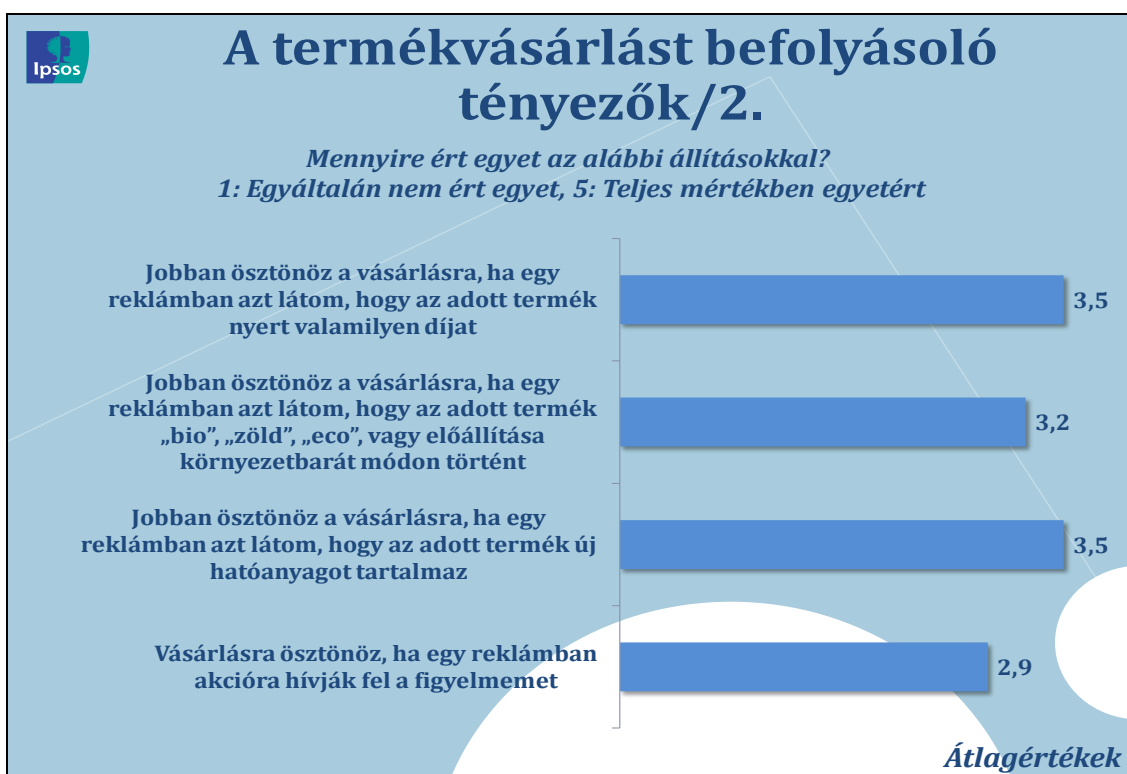 Ipsos
A termékvásárlást befolyásoló
tényezők/2.
Mennyire ért egyet az alábbi állításokkal?
1: Egyáltalán nem ért egyet, 5: Teljes mértékben egyetért
Jobban ösztönöz a vásárlásra, ha egy
reklámban azt látom, hogy az adott termék
nyert valamilyen díjat
3,5
Jobban ösztönöz a vásárlásra, ha egy
reklámban azt látom, hogy az adott termék
„bio”, „zöld”, „eco”, vagy előállítása
környezetbarát módon történt
3,2
Jobban ösztönöz a vásárlásra, ha egy
reklámban azt látom, hogy az adott termék új
hatóanyagot tartalmaz
3,5
Vásárlásra ösztönöz, ha egy reklámban
akcióra hívják fel a figyelmemet
2,9
Átlagértékek